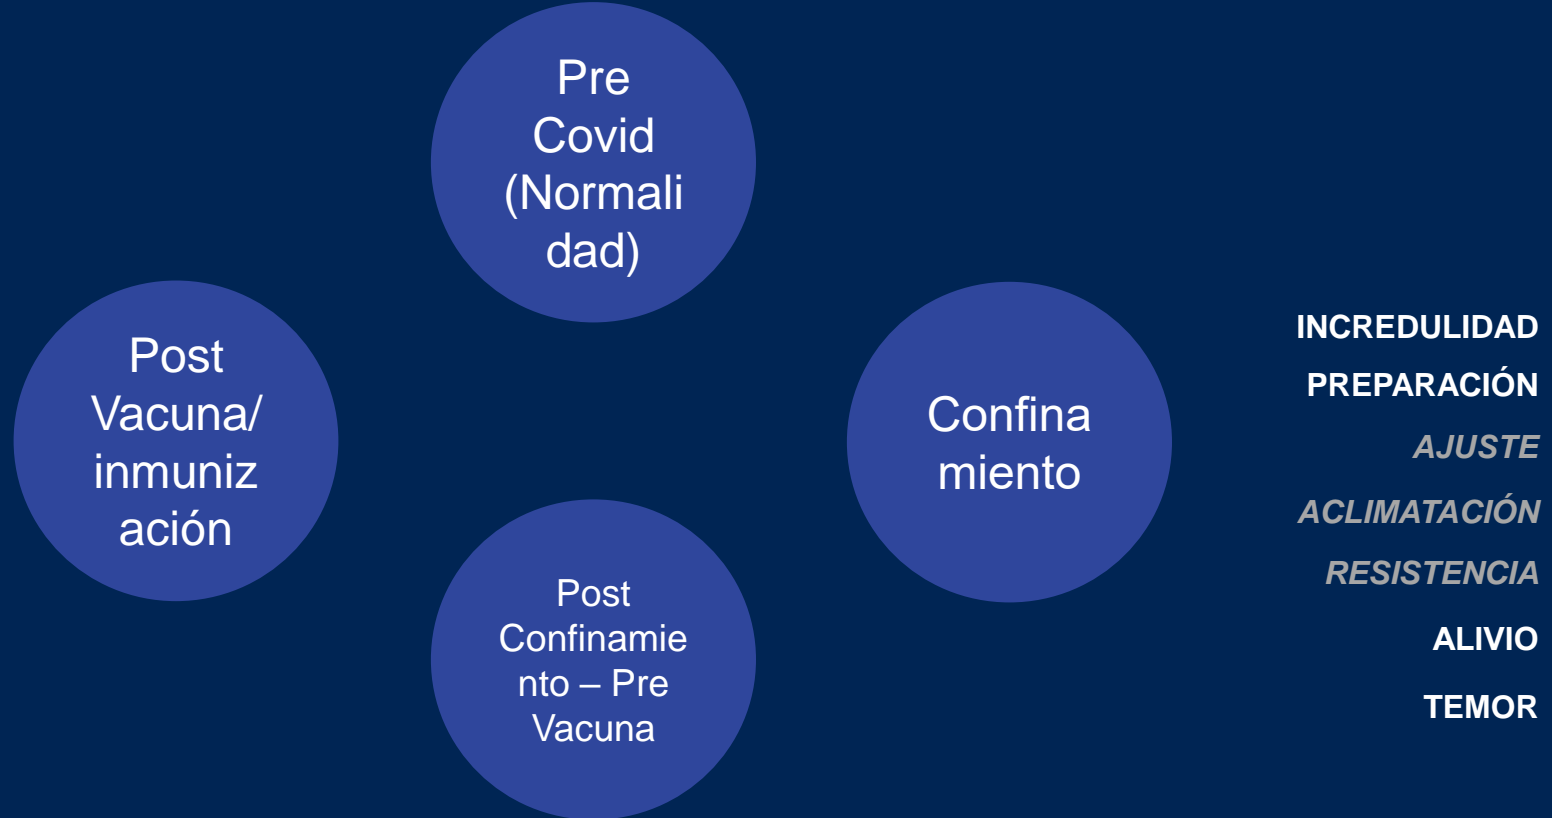 Pre
Covid
(Normali
dad)
Post
Vacuna/
inmuniz
ación
Confina
miento
Post
Confinamie
nto – Pre
Vacuna
INCREDULIDAD
PREPARACIÓN
AJUSTE
ACLIMATACIÓN
RESISTENCIA
ALIVIO
TEMOR